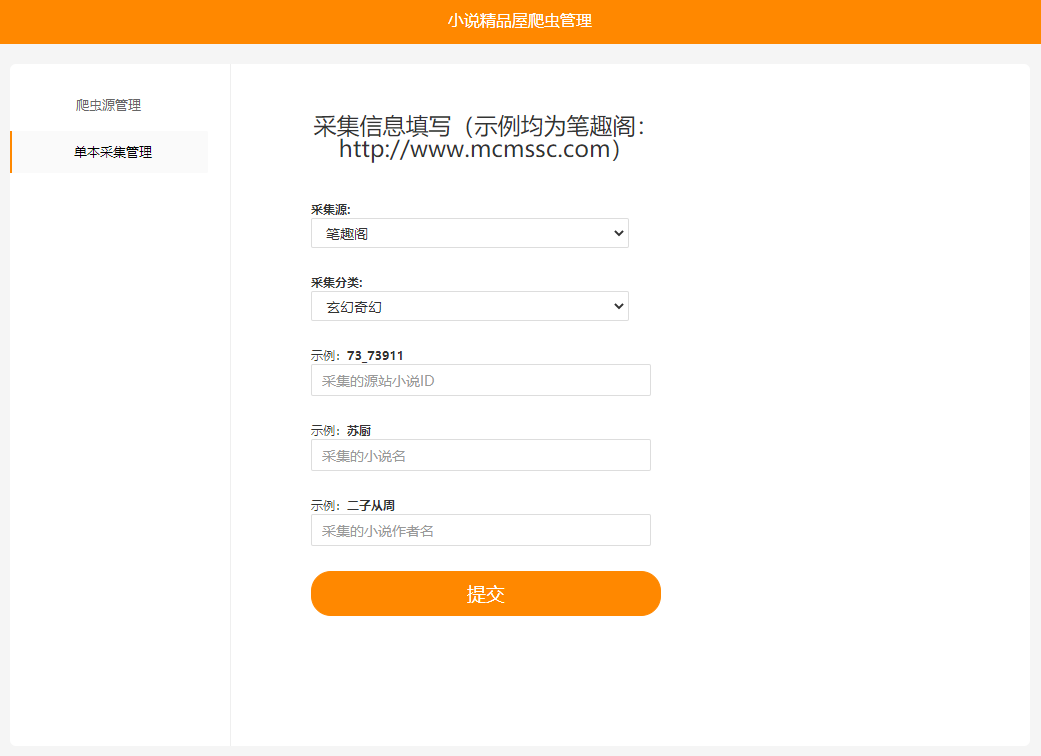 小说精品屋爬虫管理
爬虫源管理
单本采集管理
采集信息填写（示例均为笔趣阁：
http://www.mcmssc.com）
采集源:
笔趣阁
采集分类:
玄幻奇幻
示例：73_73911
采集的源站小说ID
示例：苏厨
采集的小说名
示例：二子从周
采集的小说作者名
提交